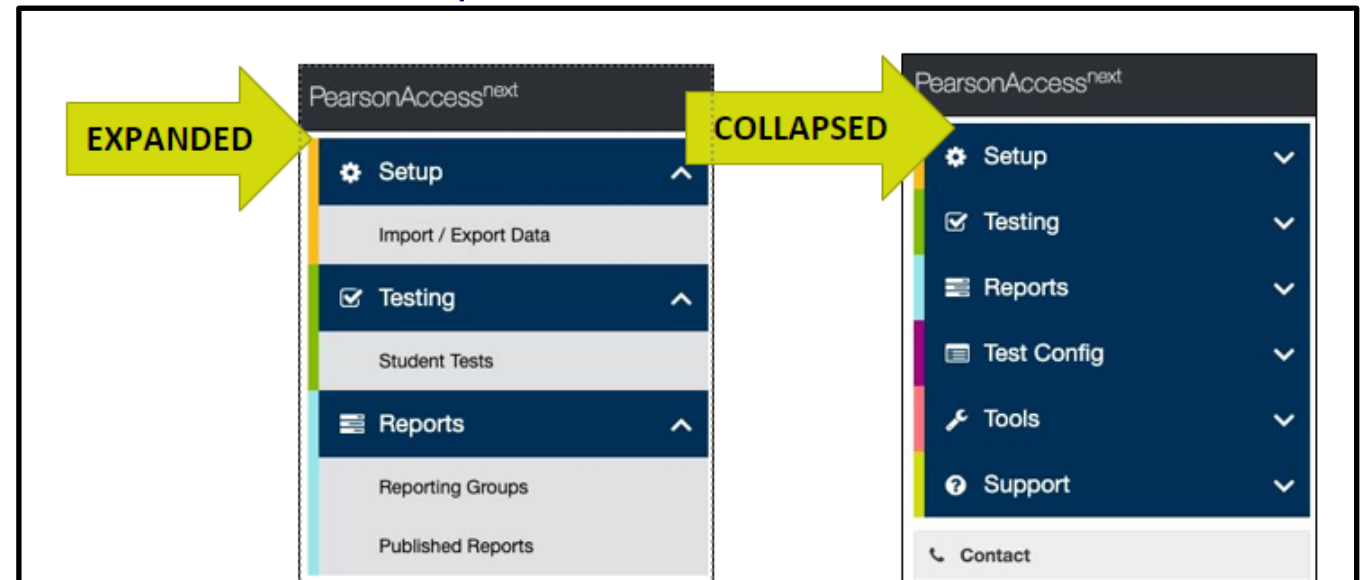 EXPANDED
PearsonAccessnext
Setup
Import / Export Data
Testing
Student Tests
Reports
Reporting Groups
Published Reports
COLLAPSED
PearsonAccessnext
Setup
Testing
Reports
Test Config
Tools
Support
Contact